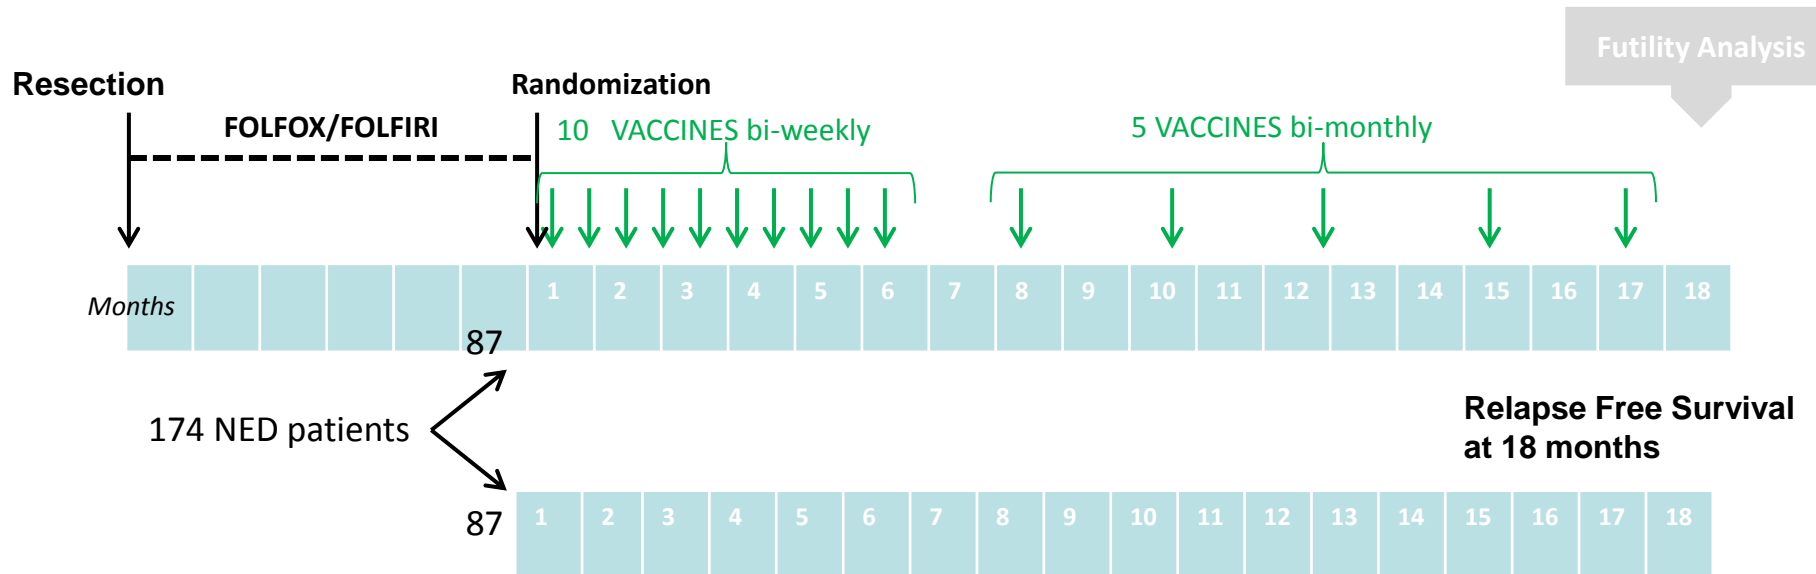 Futility Analysis
Resection
Randomization
FOLFOX/FOLFIRI
10 VACCINES bi-weekly
5 VACCINES bi-monthly
Months
1 2 3 4 5 6 7 8 9 10 11 12 13 14 15 16 17 18
87
174 NED patients
Relapse Free Survival
at 18 months
87
1 2 3 4 5 6 7 8 9 10 11 12 13 14 15 16 17 18